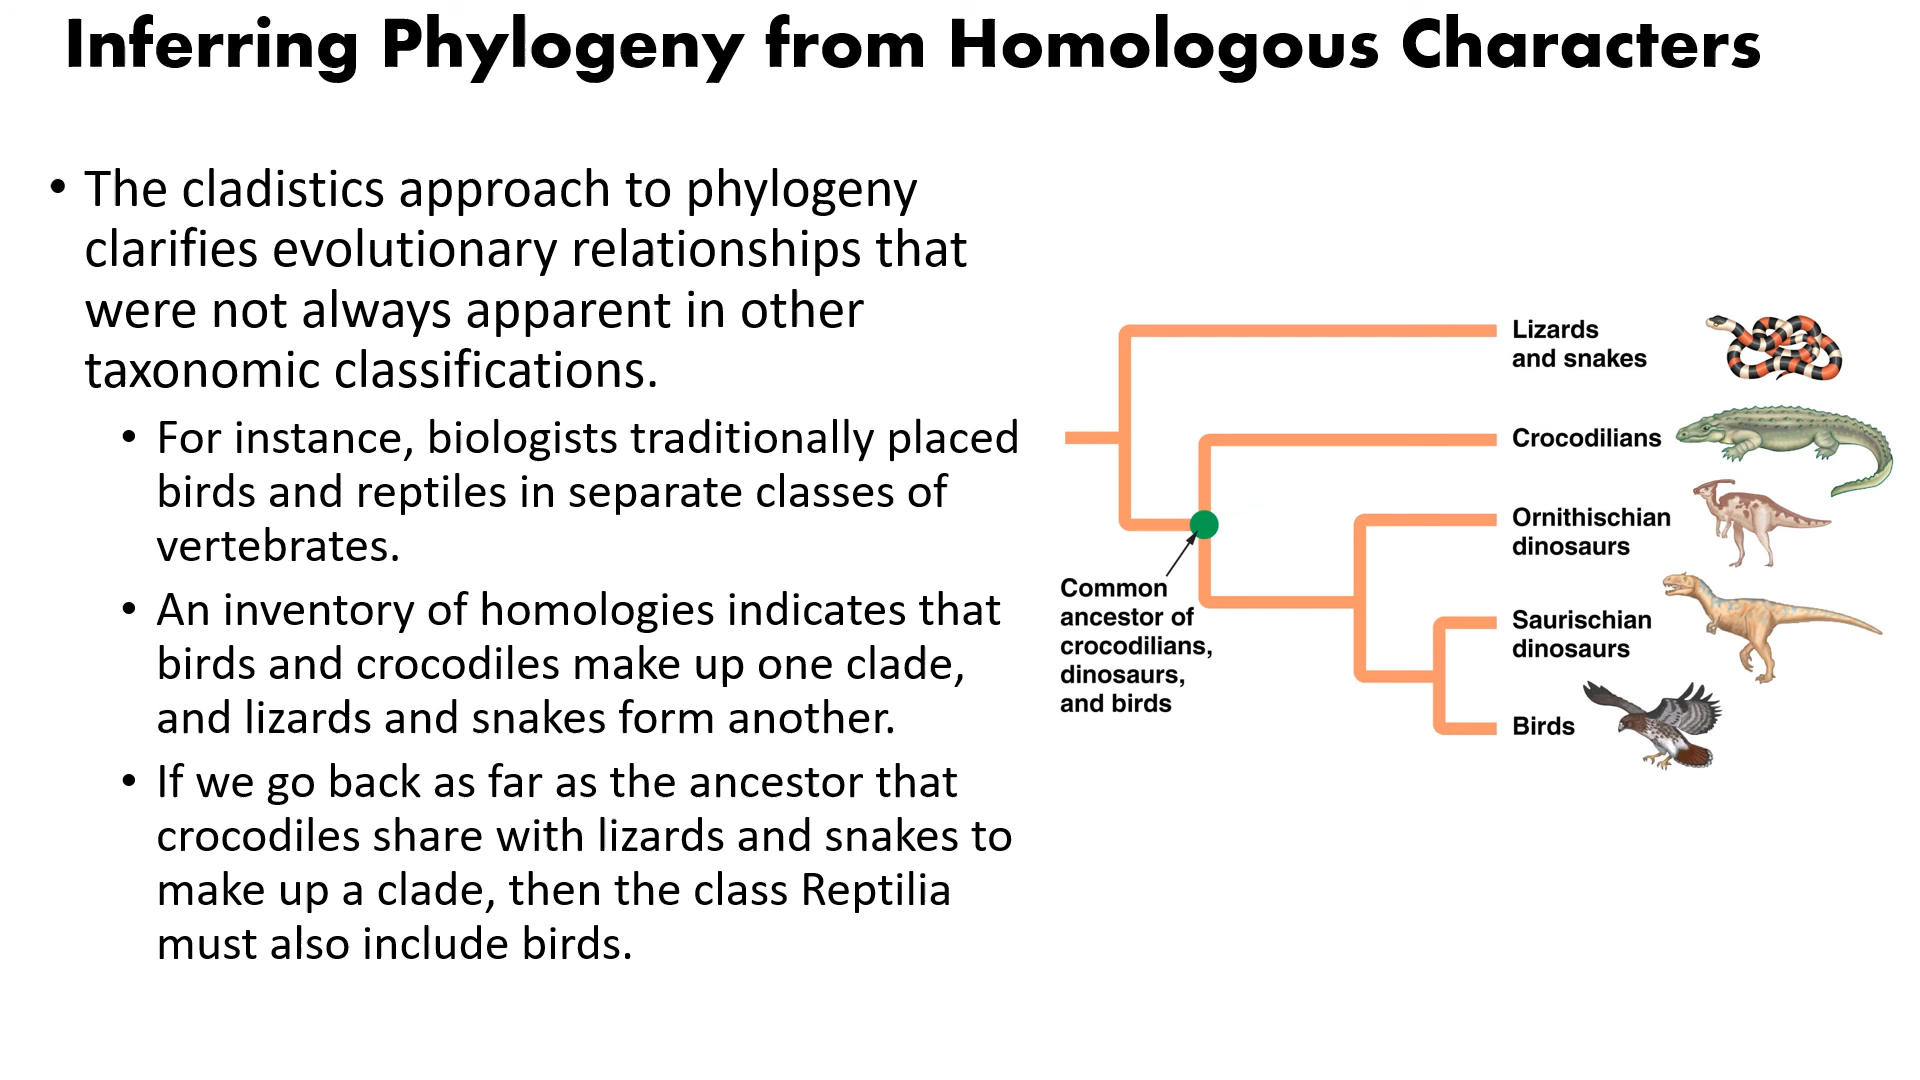 Inferring Phylogeny from Homologous Characters
• The cladistics approach to phylogeny
clarifies evolutionary relationships that
were not always apparent in other
taxonomic classifications.
• For instance, biologists traditionally placed
birds and reptiles in separate classes of
vertebrates.
• An inventory of homologies indicates that
birds and crocodiles make up one clade,
and lizards and snakes form another.
• If we go back as far as the ancestor that
crocodiles share with lizards and snakes to
make up a clade, then the class Reptilia
must also include birds.
Lizards
and snakes
Crocodilians
Ornithischian
dinosaurs
Saurischian
dinosaurs
Birds
Common
ancestor of
crocodilians,
dinosaurs,
and birds